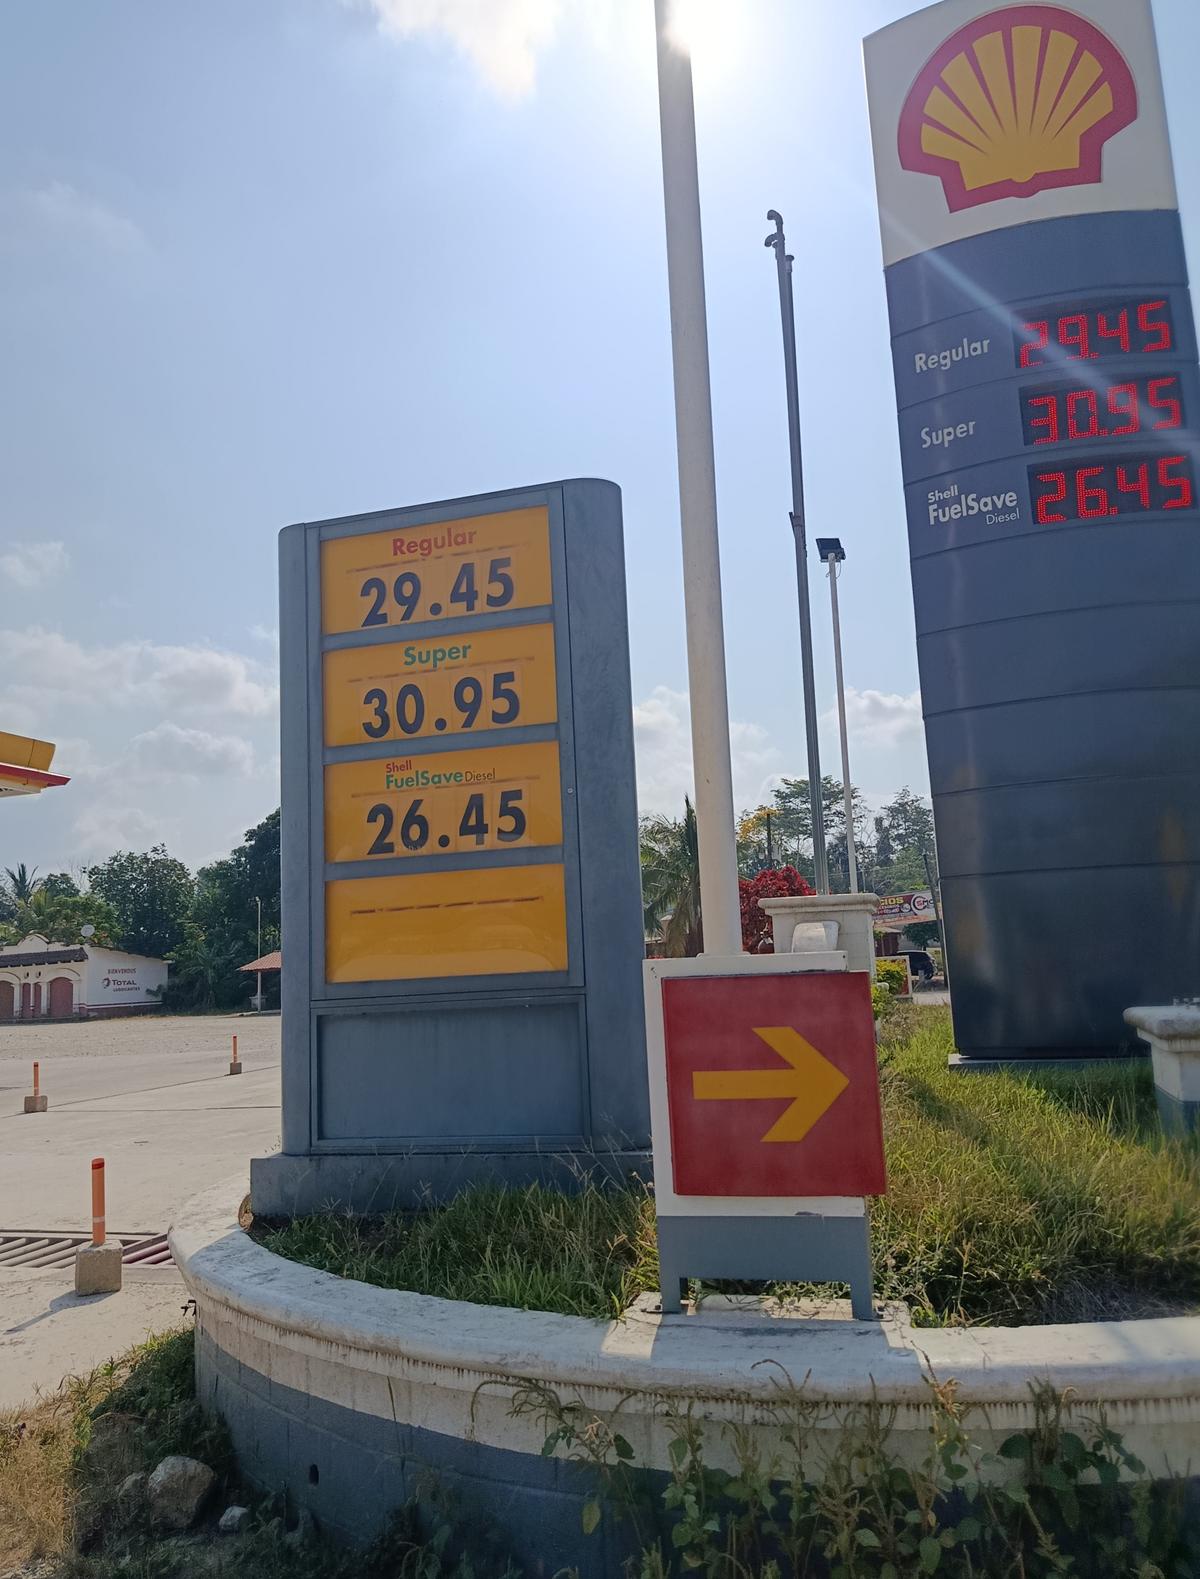 Regular
29.45
Super
30.95
Shell
FuelSave Diesel
26.45
Regular 29.45
Super 30.95
Shell
FuelSave
Diesel
26.45
BIENVENIDOS
TOTAL
LUBRICANTES